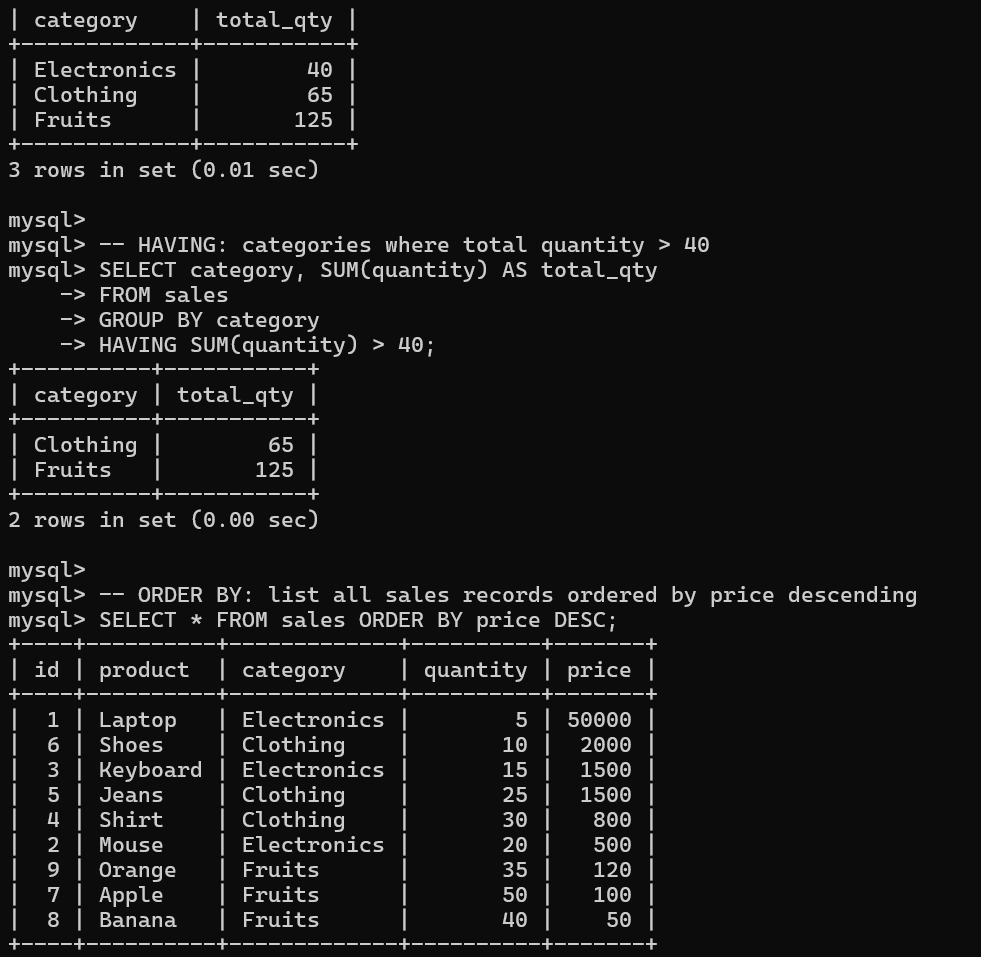 | category    | total_qty |
+-------------+-----------+
| Electronics |        40 |
| Clothing    |        65 |
| Fruits      |       125 |
+-------------+-----------+
3 rows in set (0.01 sec)

mysql>
mysql> -- HAVING: categories where total quantity > 40
mysql> SELECT category, SUM(quantity) AS total_qty
    -> FROM sales
    -> GROUP BY category
    -> HAVING SUM(quantity) > 40;
+----------+-----------+
| category | total_qty |
+----------+-----------+
| Clothing |        65 |
| Fruits   |       125 |
+----------+-----------+
2 rows in set (0.00 sec)

mysql>
mysql> -- ORDER BY: list all sales records ordered by price descending
mysql> SELECT * FROM sales ORDER BY price DESC;
+----+----------+-------------+----------+-------+
| id | product  | category    | quantity | price |
+----+----------+-------------+----------+-------+
|  1 | Laptop   | Electronics |        5 | 50000 |
|  6 | Shoes    | Clothing    |       10 |  2000 |
|  3 | Keyboard | Electronics |       15 |  1500 |
|  5 | Jeans    | Clothing    |       25 |  1500 |
|  4 | Shirt    | Clothing    |       30 |   800 |
|  2 | Mouse    | Electronics |       20 |   500 |
|  9 | Orange   | Fruits      |       35 |   120 |
|  7 | Apple    | Fruits      |       50 |   100 |
|  8 | Banana   | Fruits      |       40 |    50 |
+----+----------+-------------+----------+-------+